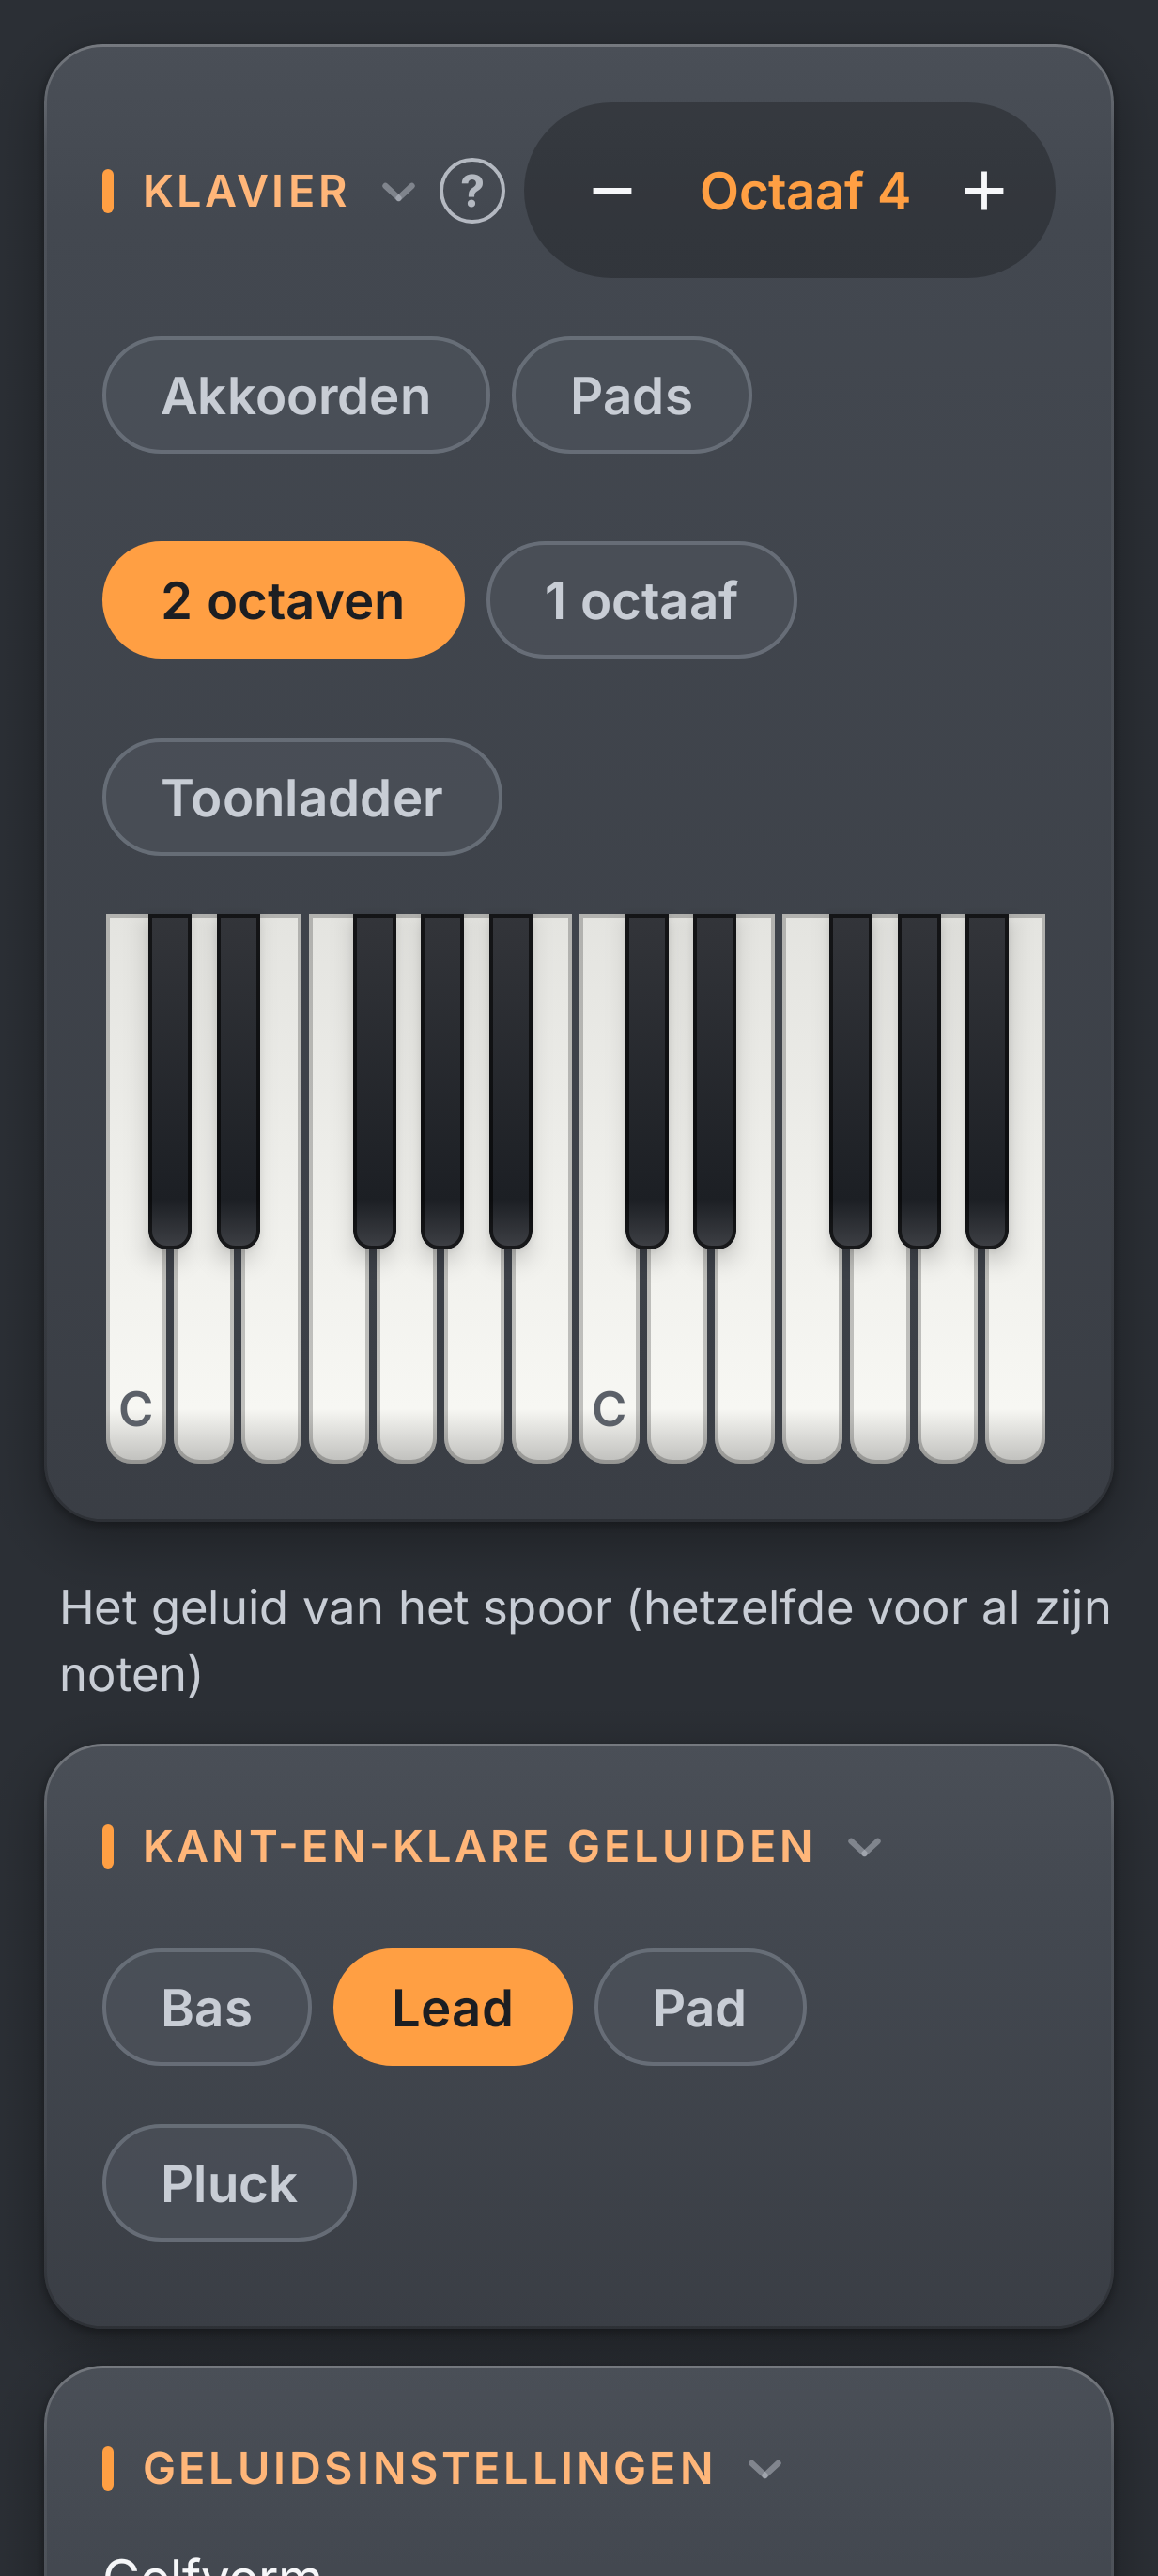 KLAVIER ? − Octaaf 4 +
Akkoorden Pads
2 octaven 1 octaaf
Toonladder
C C
Het geluid van het spoor (hetzelfde voor al zijn
noten)
KANT-EN-KLARE GELUIDEN
Bas Lead Pad
Pluck
GELUIDSINSTELLINGEN
Golfvorm